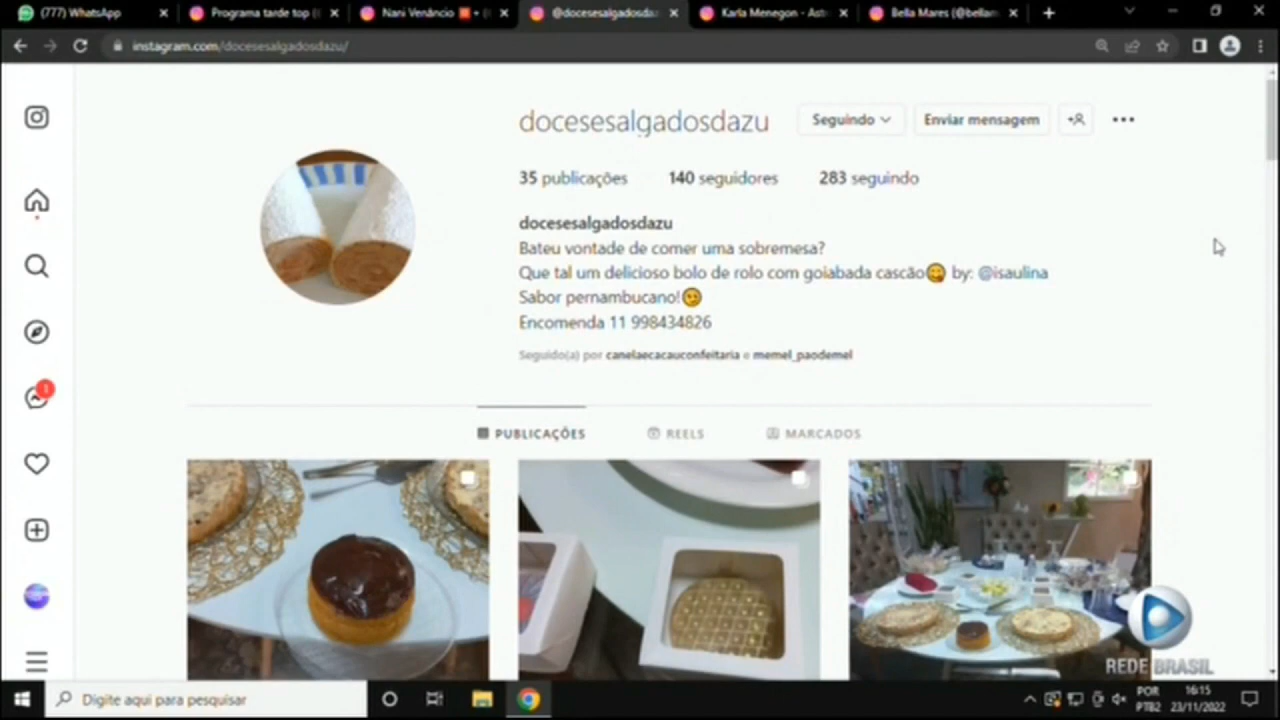 (777) WhatsApp
Programa tarde top (
Nani Venâncio
@docesesalgadosdaz
Karla Menegon - Ast
Bella Mares (@bellam
instagram.com/docesesalgadosdazu/
docesesalgadosdazu
Seguindo
Enviar mensagem
35 publicações 140 seguidores 283 seguindo
docesesalgadosdazu
Bateu vontade de comer uma sobremesa?
Que tal um delicioso bolo de rolo com goiabada cascão😋 by: @isaulina
Sabor pernambucano!🤨
Encomenda 11 998434826
Seguido(a) por canelaecacauconfeitaria e memel_paodemel
1
PUBLICAÇÕES REELS MARCADOS
REDE BRASIL
Digite aqui para pesquisar
POR
PTB2
16:15
23/11/2022